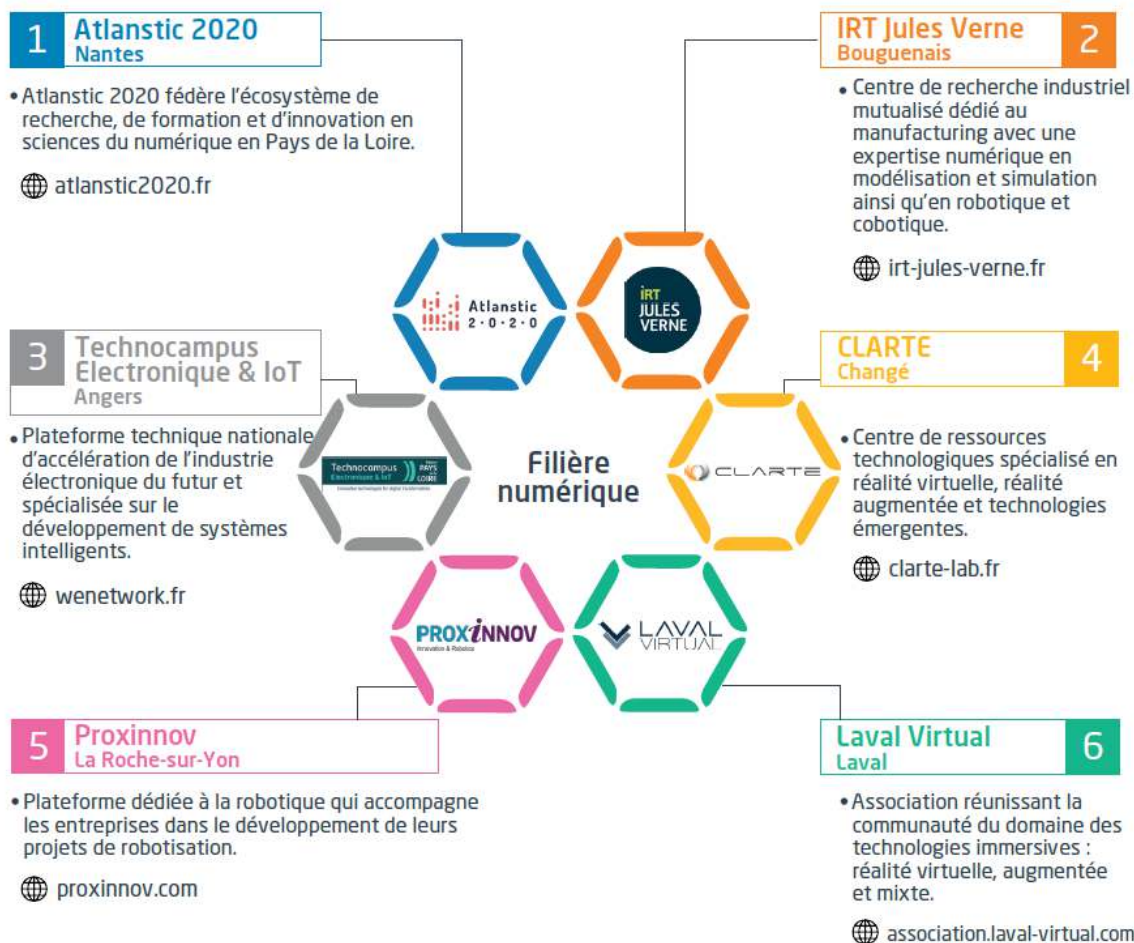 1
Atlanstic 2020
Nantes
• Atlanstic 2020 fédère l'écosystème de
recherche, de formation et d'innovation en
sciences du numérique en Pays de la Loire.
atlanstic2020.fr
IRT Jules Verne
Bouguenais
2
• Centre de recherche industriel
mutualisé dédié au
manufacturing avec une
expertise numérique en
modélisation et simulation
ainsi qu'en robotique et
cobotique.
irt-jules-verne.fr
Atlanstic
2·0·2·0
IRT
JULES
VERNE
3
Technocampus
Électronique & IoT
Angers
• Plateforme technique nationale
d'accélération de l'industrie
électronique du futur et
spécialisée sur le
développement de systèmes
intelligents.
wenetwork.fr
Technocampus
Électronique & IoT
PAYS
LOIRE
Filière
numérique
CLARTE
CLARTE
Changé
4
• Centre de ressources
technologiques spécialisé en
réalité virtuelle, réalité
augmentée et technologies
émergentes.
clarte-lab.fr
PROXiNNOV
Innovation & Robotics
LAVAL
VIRTUAL
5
Proxinnov
La Roche-sur-Yon
• Plateforme dédiée à la robotique qui accompagne
les entreprises dans le développement de leurs
projets de robotisation.
proxinnov.com
Laval Virtual
Laval
6
• Association réunissant la
communauté du domaine des
technologies immersives :
réalité virtuelle, augmentée
et mixte.
association.laval-virtual.com